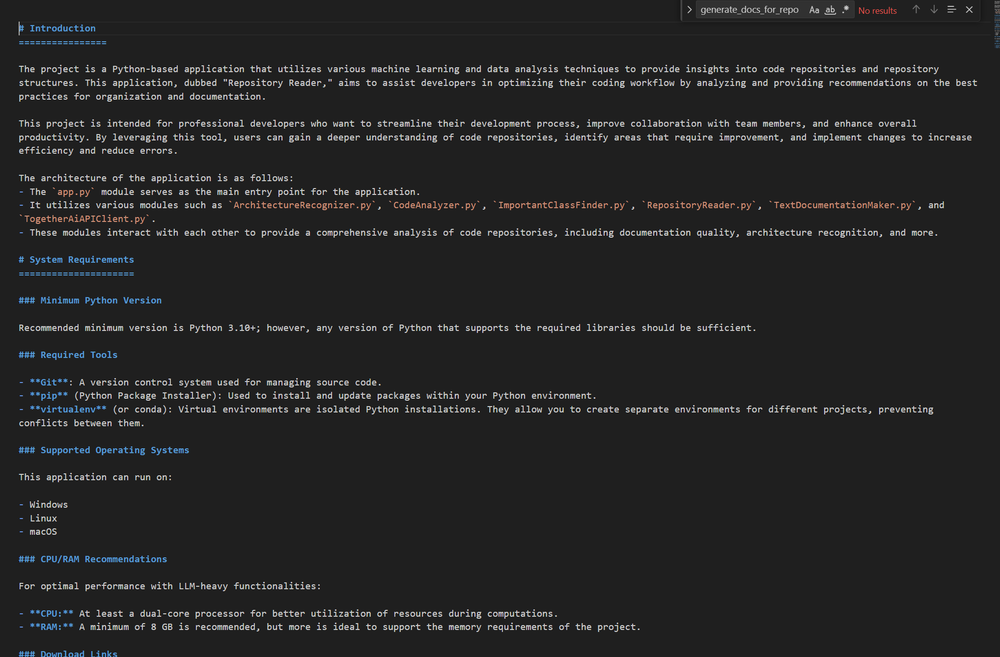 generate_docs_for_repo Aa ab .* No results
# Introduction
================
The project is a Python-based application that utilizes various machine learning and data analysis techniques to provide insights into code repositories and repository
structures. This application, dubbed "Repository Reader," aims to assist developers in optimizing their coding workflow by analyzing and providing recommendations on the best
practices for organization and documentation.
This project is intended for professional developers who want to streamline their development process, improve collaboration with team members, and enhance overall
productivity. By leveraging this tool, users can gain a deeper understanding of code repositories, identify areas that require improvement, and implement changes to increase
efficiency and reduce errors.
The architecture of the application is as follows:
- The `app.py` module serves as the main entry point for the application.
- It utilizes various modules such as `ArchitectureRecognizer.py`, `CodeAnalyzer.py`, `ImportantClassFinder.py`, `RepositoryReader.py`, `TextDocumentationMaker.py`, and
`TogetherAiAPIClient.py`.
- These modules interact with each other to provide a comprehensive analysis of code repositories, including documentation quality, architecture recognition, and more.
# System Requirements
=====================
### Minimum Python Version
Recommended minimum version is Python 3.10+; however, any version of Python that supports the required libraries should be sufficient.
### Required Tools
- **Git**: A version control system used for managing source code.
- **pip** (Python Package Installer): Used to install and update packages within your Python environment.
- **virtualenv** (or conda): Virtual environments are isolated Python installations. They allow you to create separate environments for different projects, preventing
conflicts between them.
### Supported Operating Systems
This application can run on:
- Windows
- Linux
- macOS
### CPU/RAM Recommendations
For optimal performance with LLM-heavy functionalities:
- **CPU:** At least a dual-core processor for better utilization of resources during computations.
- **RAM:** A minimum of 8 GB is recommended, but more is ideal to support the memory requirements of the project.
### Download Links